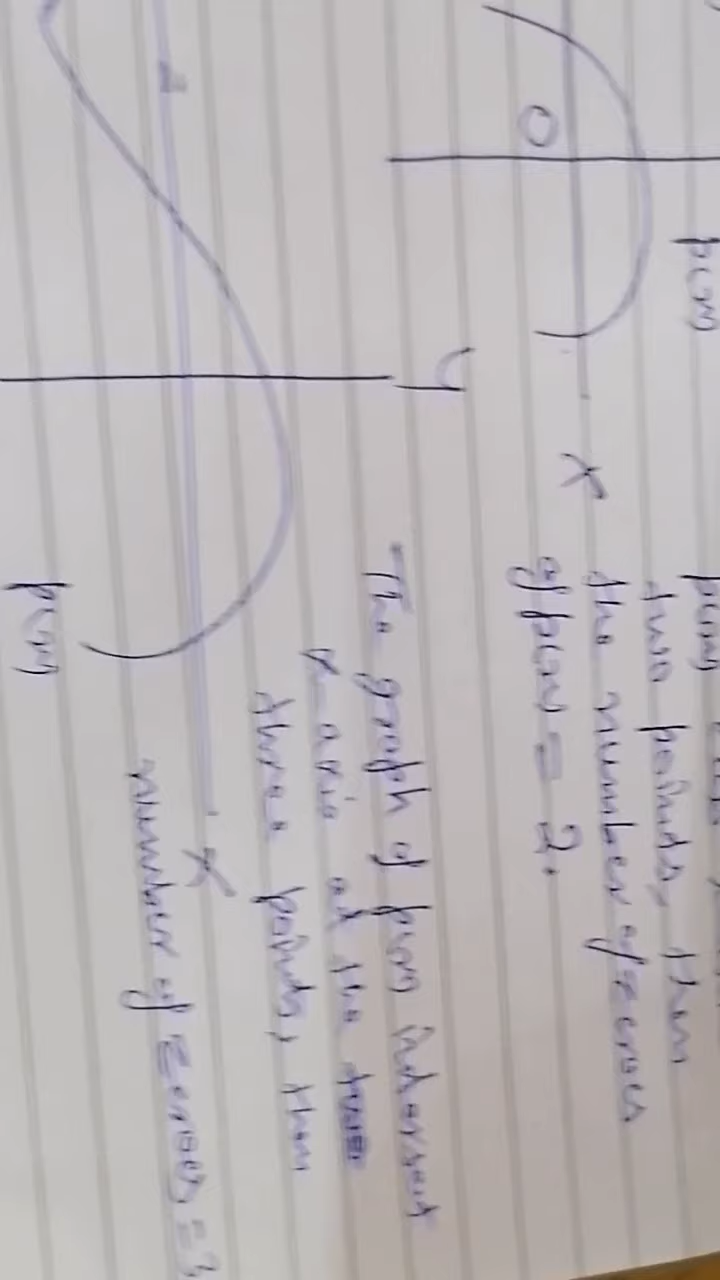 p(x)
O
x
two points, then
the number of zeroes
of p(x) = 2.
y
The graph of p(x) intersect
x-axis at the
three points, then
x
number of zeroes = 3
p(x)